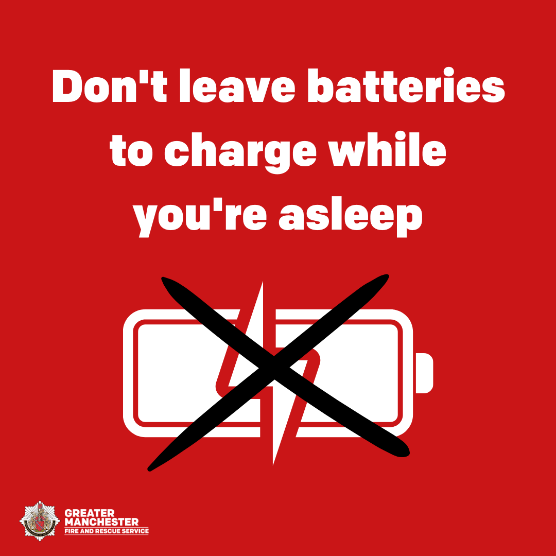 Don't leave batteries
to charge while
you're asleep
GREATER
MANCHESTER
FIRE AND RESCUE SERVICE